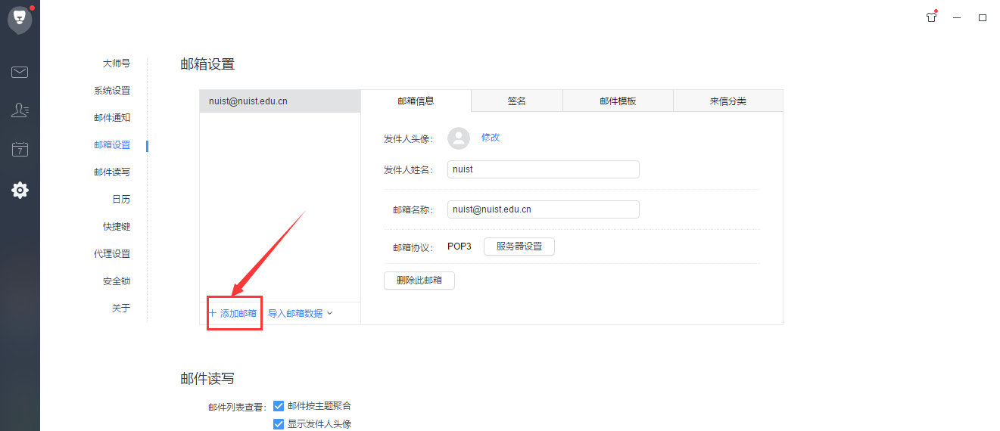 大师号
系统设置
邮件通知
邮箱设置
邮件读写
日历
快捷键
代理设置
安全锁
关于
7
邮箱设置
nuist@nuist.edu.cn
添加邮箱 导入邮箱数据
邮箱信息 签名 邮件模板 来信分类
发件人头像: 修改
发件人姓名: nuist
邮箱名称: nuist@nuist.edu.cn
邮箱协议: POP3 服务器设置
删除此邮箱
邮件读写
邮件列表查看: 邮件按主题聚合
显示发件人头像